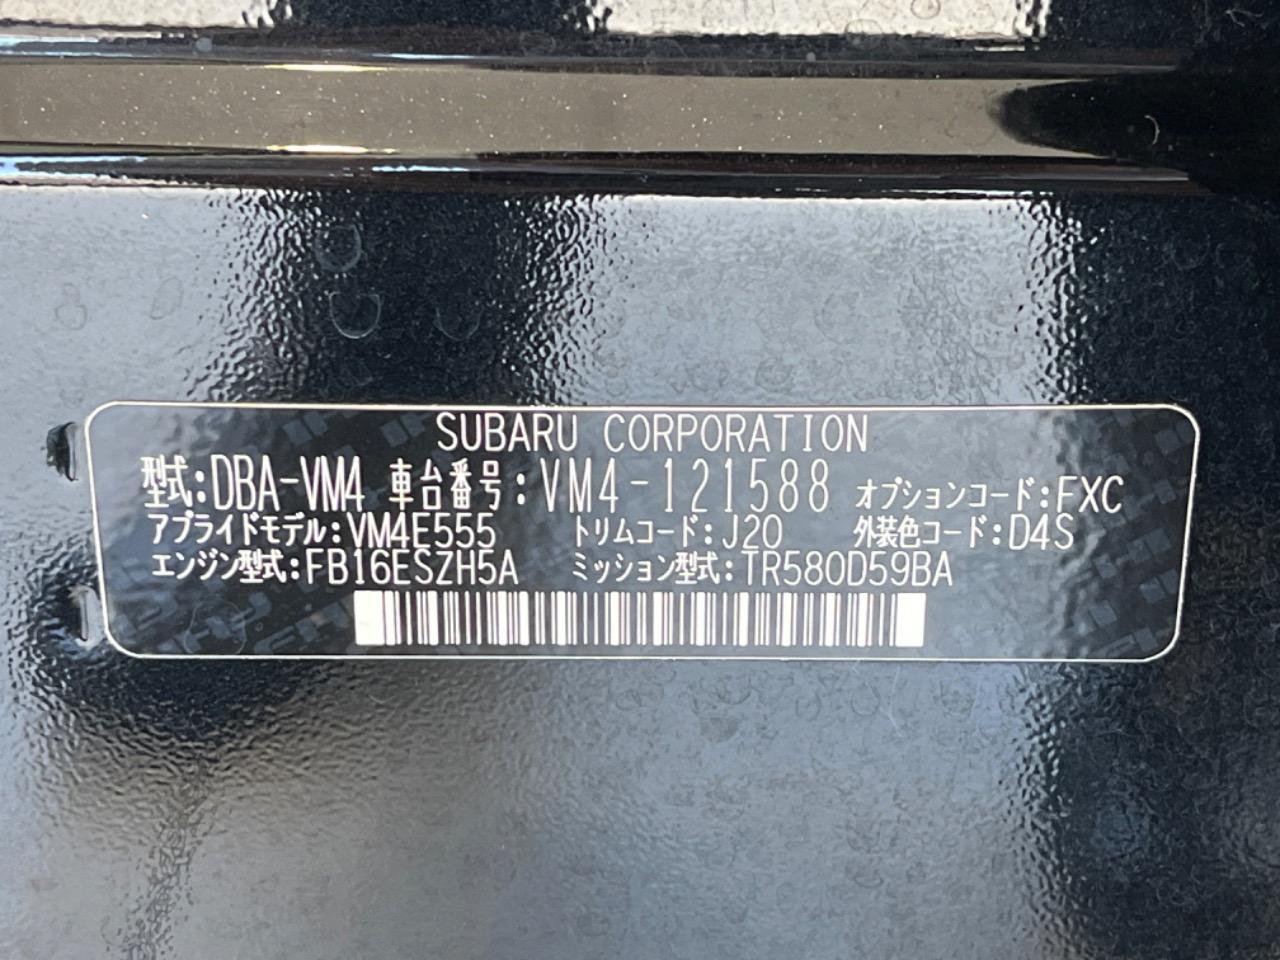 SUBARU CORPORATION
型式:DBA-VM4 車台番号:VM4-121588 オプションコード:FXC
アプライドモデル:VM4E555 トリムコード:J20 外装色コード:D4S
エンジン型式:FB16ESZH5A ミッション型式:TR580D59BA